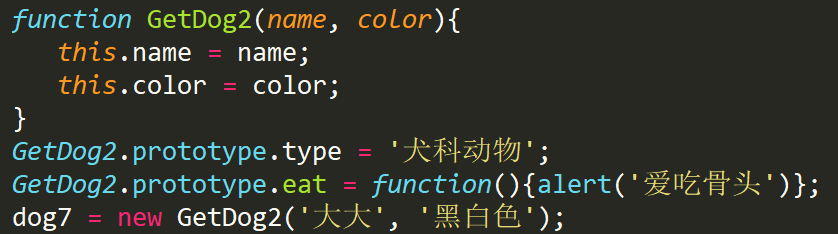 function GetDog2(name, color){
   this.name = name;
   this.color = color;
}
GetDog2.prototype.type = '犬科动物';
GetDog2.prototype.eat = function(){alert('爱吃骨头')};
dog7 = new GetDog2('大大', '黑白色');